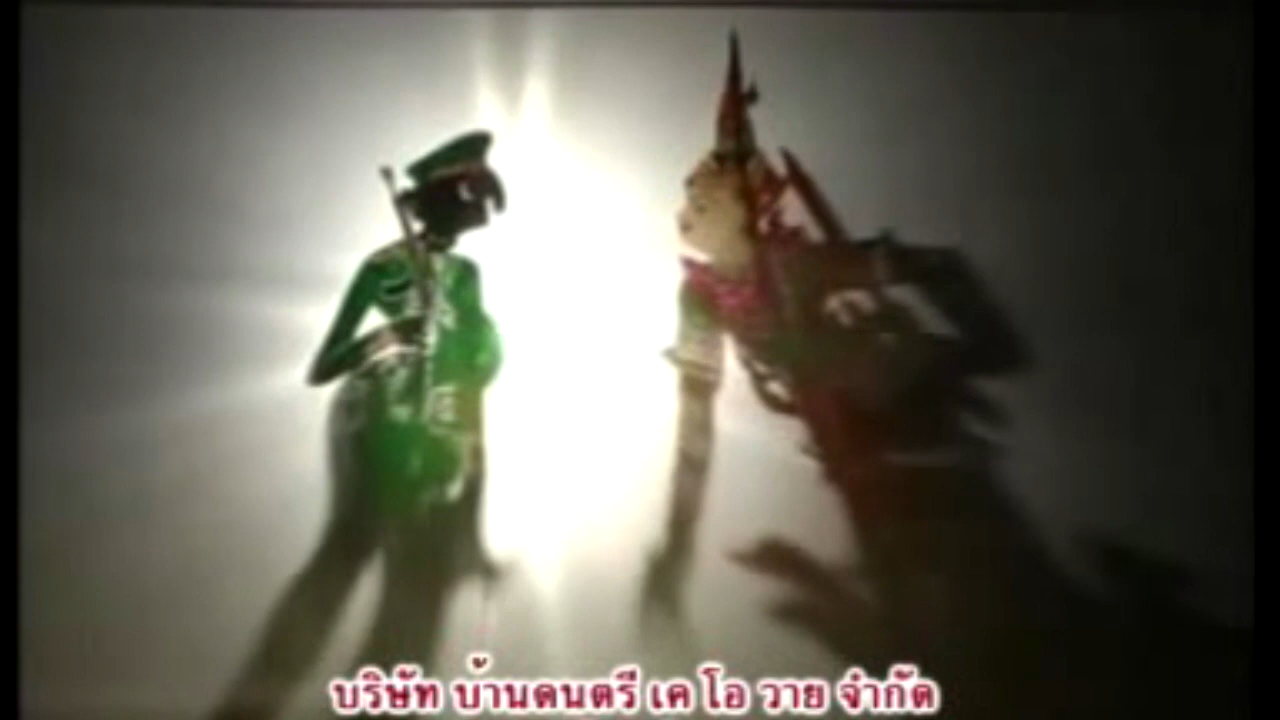 บริษัท บ้านดนตรี เค โอ วาย จำกัด